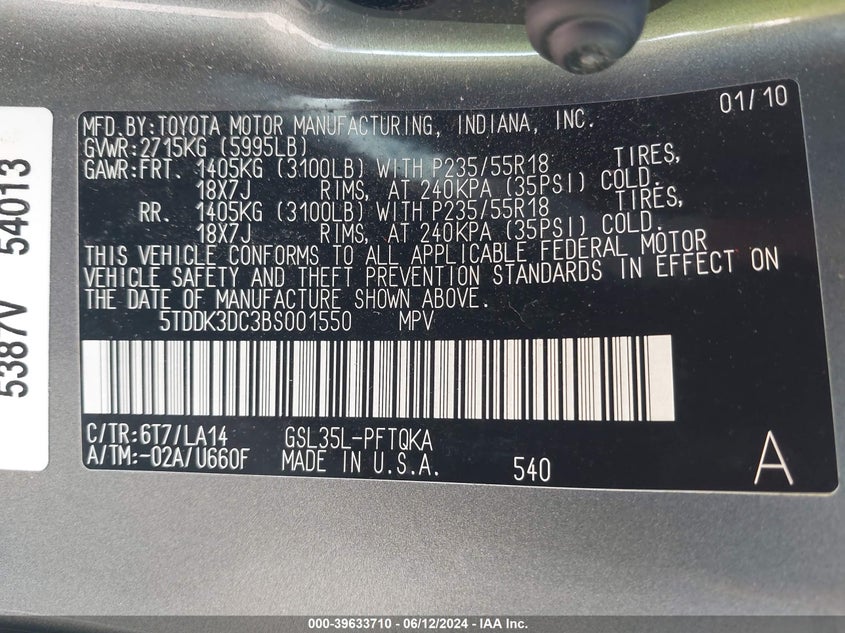 01/10
MFD.BY:TOYOTA MOTOR MANUFACTURING, INDIANA, INC.
GVWR:2715KG (5995LB)
GAWR:FRT. 1405KG (3100LB) WITH P235/55R18 TIRES,
18X7J RIMS, AT 240KPA (35PSI) COLD.
RR. 1405KG (3100LB) WITH P235/55R18 TIRES,
18X7J RIMS, AT 240KPA (35PSI) COLD.
THIS VEHICLE CONFORMS TO ALL APPLICABLE FEDERAL MOTOR
VEHICLE SAFETY AND THEFT PREVENTION STANDARDS IN EFFECT ON
THE DATE OF MANUFACTURE SHOWN ABOVE.
5TDDK3DC3BS001550 MPV
C/TR:6T7/LA14 GSL35L-PFTQKA
A/TM:-02A/U660F MADE IN U.S.A. 540 A
5387V 54013
000-39633710 - 06/12/2024 - IAA Inc.